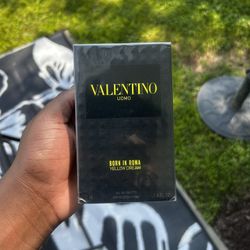 VALENTINO
UOMO
BORN IN ROMA
YELLOW DREAM